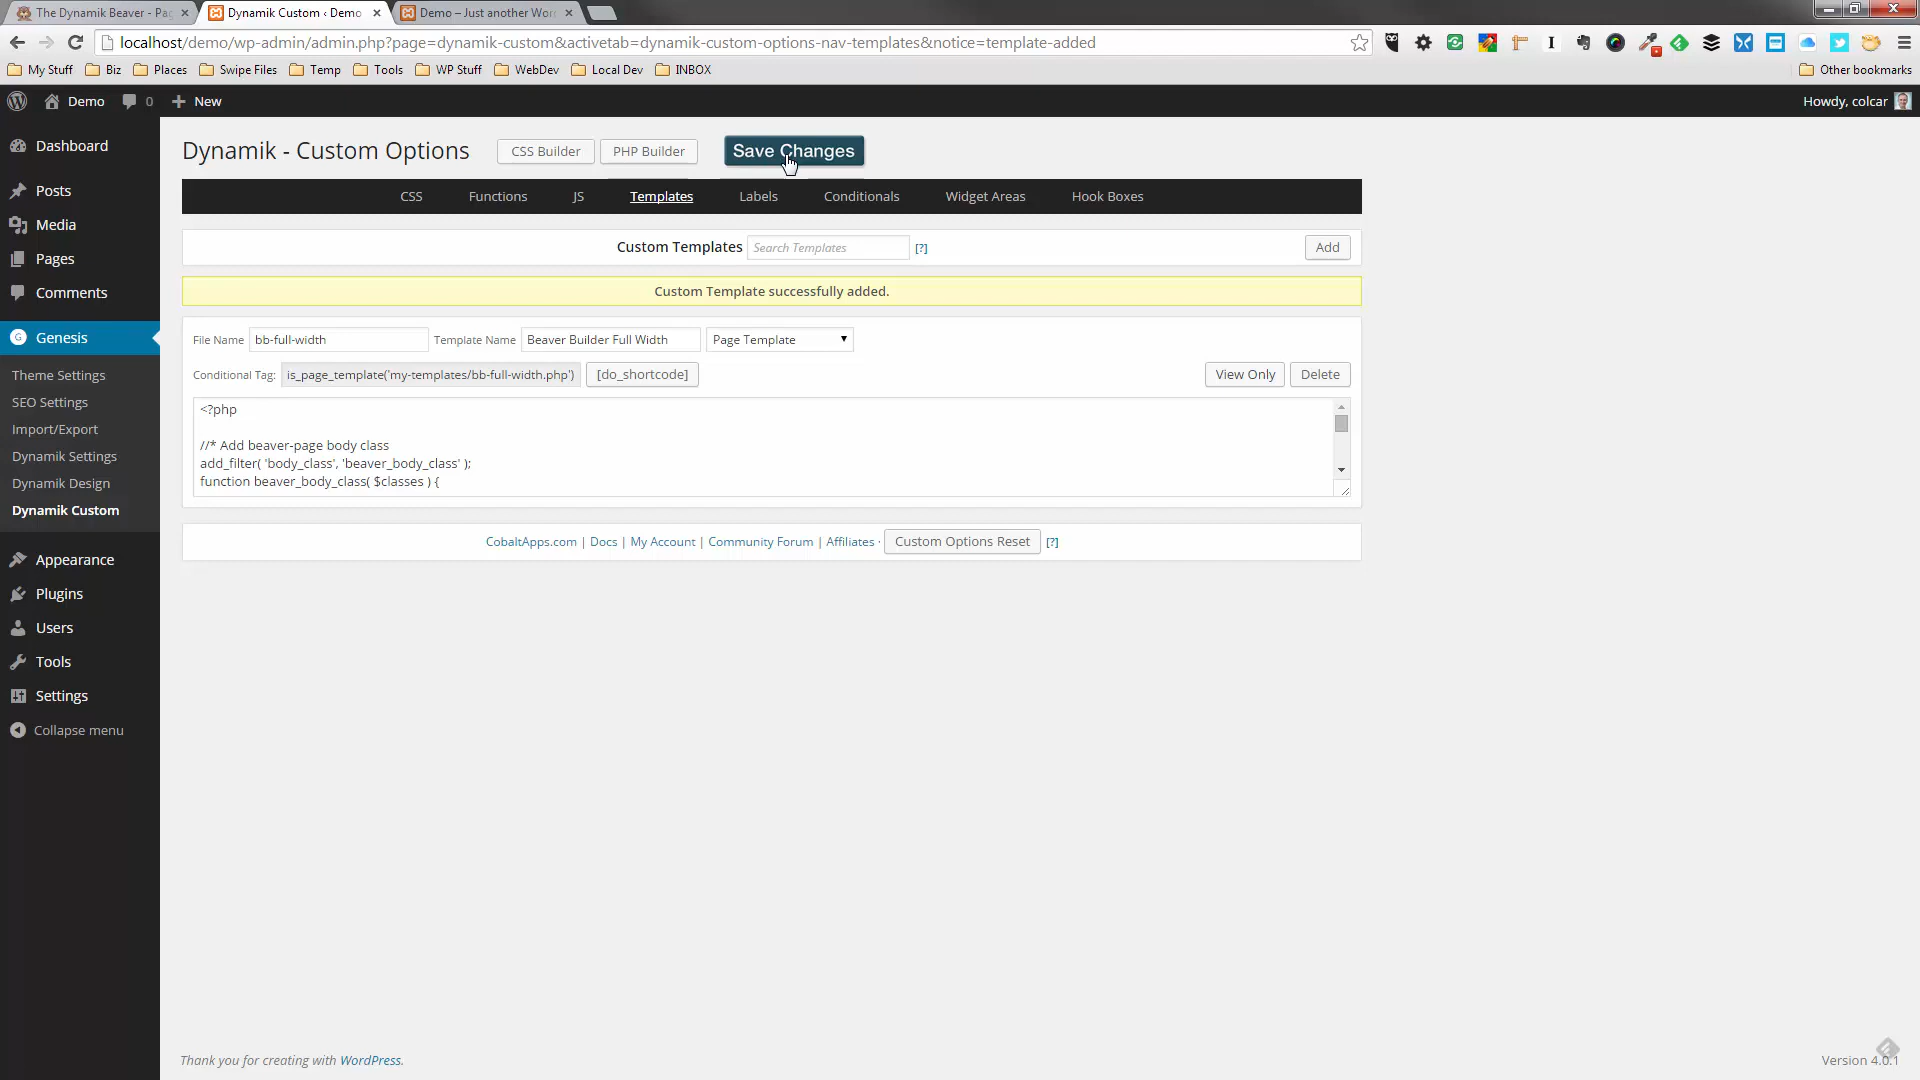 The Dynamik Beaver - Pag
Dynamik Custom ‹ Demo
Demo – Just another Wor
localhost/demo/wp-admin/admin.php?page=dynamik-custom&activetab=dynamik-custom-options-nav-templates&notice=template-added
My Stuff Biz Places Swipe Files Temp Tools WP Stuff WebDev Local Dev INBOX Other bookmarks
Demo 0 New Howdy, colcar
Dashboard
Posts
Media
Pages
Comments
Genesis
Theme Settings
SEO Settings
Import/Export
Dynamik Settings
Dynamik Design
Dynamik Custom
Appearance
Plugins
Users
Tools
Settings
Collapse menu
Dynamik - Custom Options CSS Builder PHP Builder Save Changes
CSS Functions JS Templates Labels Conditionals Widget Areas Hook Boxes
Custom Templates Search Templates [?] Add
Custom Template successfully added.
File Name bb-full-width Template Name Beaver Builder Full Width Page Template
Conditional Tag: is_page_template('my-templates/bb-full-width.php') [do_shortcode] View Only Delete
<?php
//* Add beaver-page body class
add_filter( 'body_class', 'beaver_body_class' );
function beaver_body_class( $classes ) {
CobaltApps.com | Docs | My Account | Community Forum | Affiliates · Custom Options Reset [?]
Thank you for creating with WordPress.
Version 4.0.1